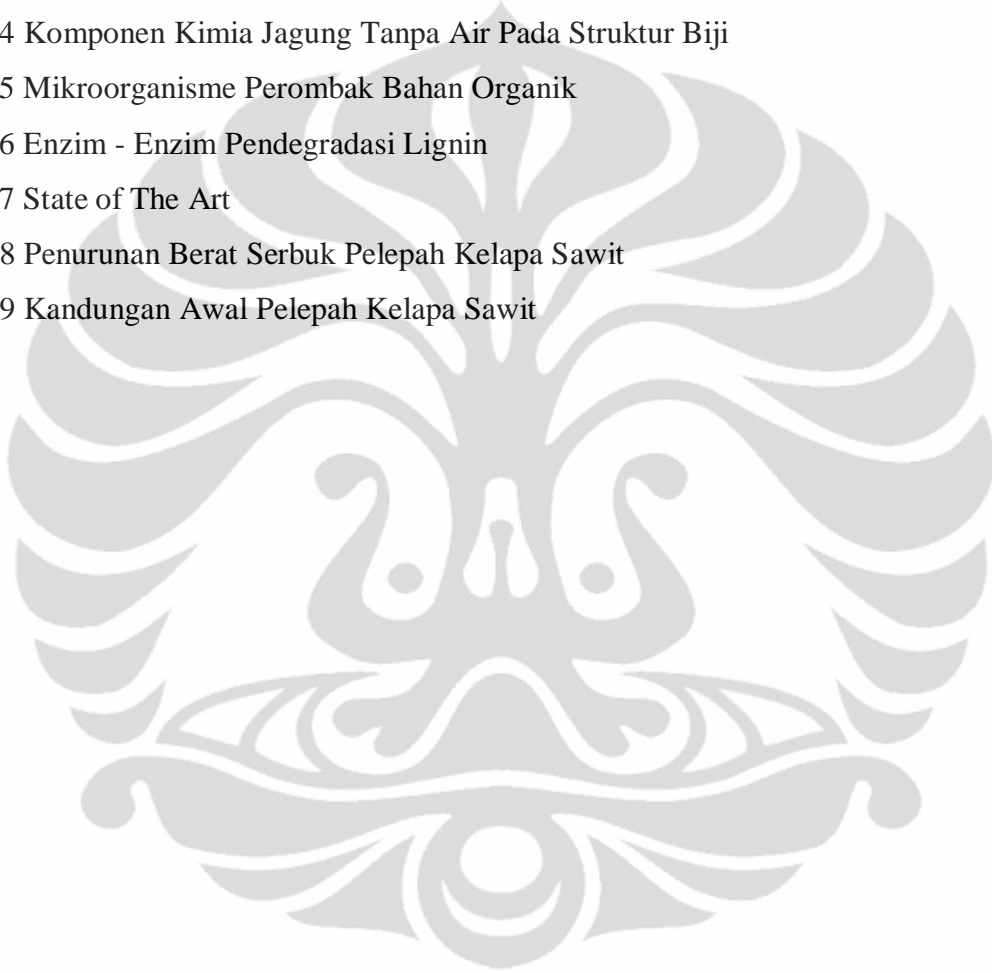 4 Komponen Kimia Jagung Tanpa Air Pada Struktur Biji
5 Mikroorganisme Perombak Bahan Organik
6 Enzim - Enzim Pendegradasi Lignin
7 State of The Art
8 Penurunan Berat Serbuk Pelepah Kelapa Sawit
9 Kandungan Awal Pelepah Kelapa Sawit